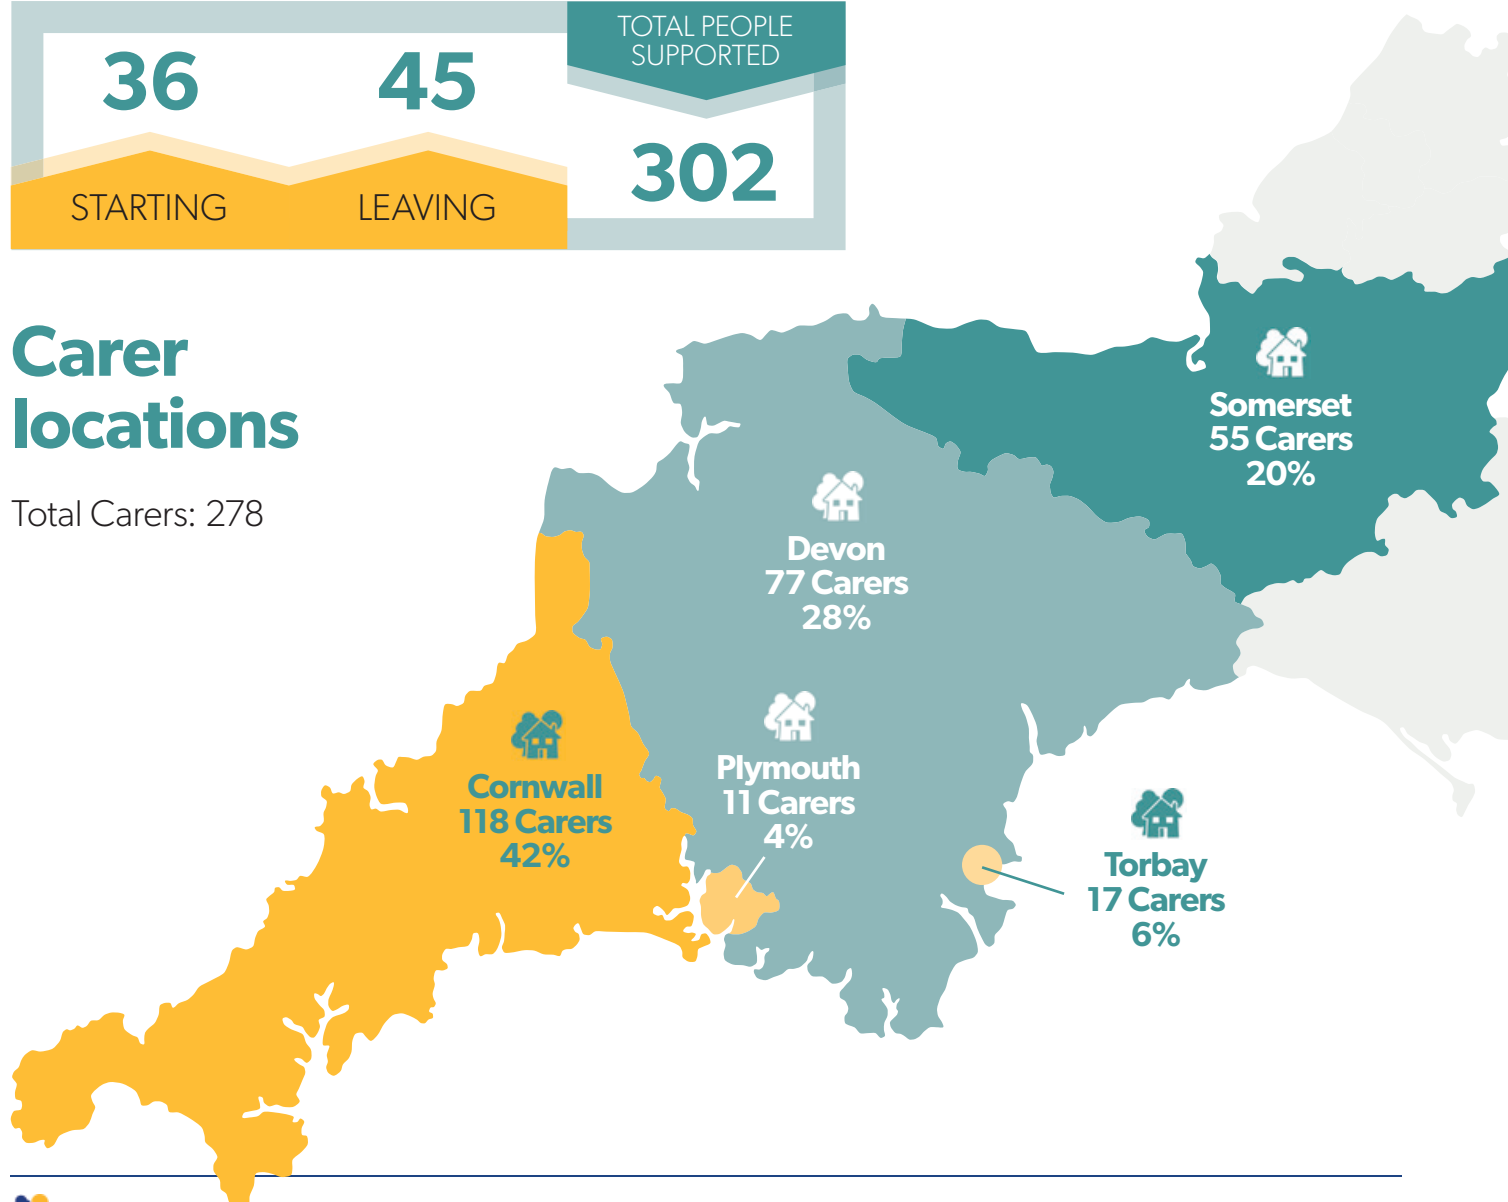 36
45
TOTAL PEOPLE
SUPPORTED
302
STARTING
LEAVING
Carer
locations
Total Carers: 278
Somerset
55 Carers
20%
Devon
77 Carers
28%
Plymouth
11 Carers
4%
Cornwall
118 Carers
42%
Torbay
17 Carers
6%